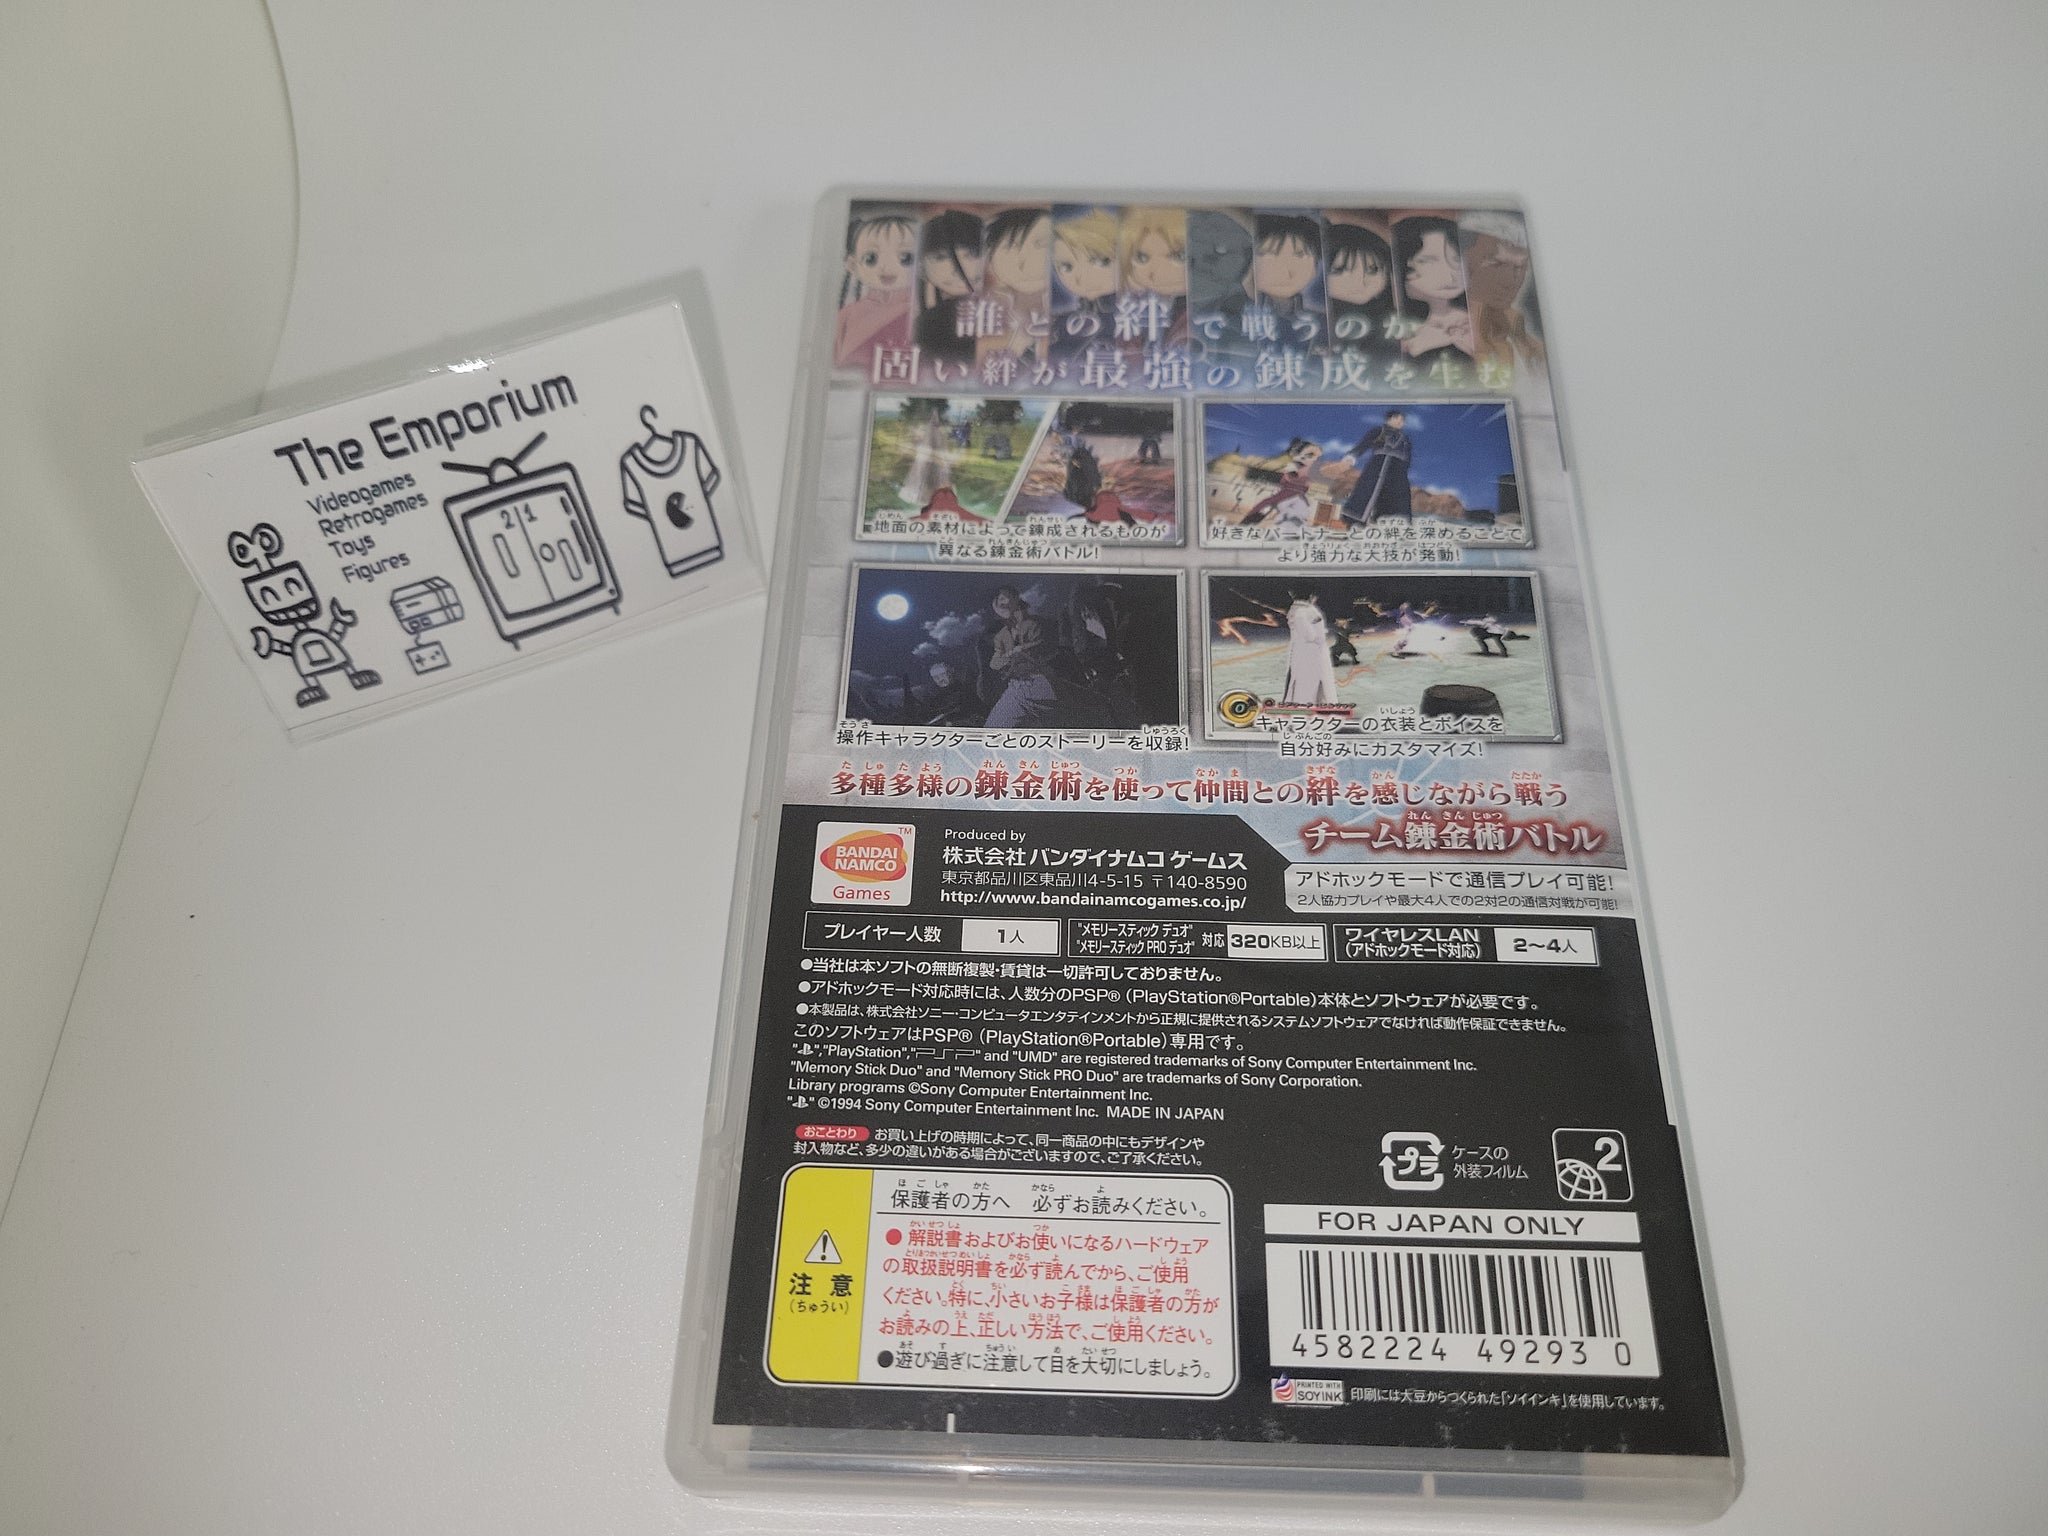 The Emporium
Videogames
Retrogames
Toys
Figures
21
誰との絆で戦うのか
固い絆が最強の錬成を生む
地面の素材によって錬成されるものが
異なる錬金術バトル!
好きなパートナーとの絆を深めることで
より強力な大技が発動!
操作キャラクターごとのストーリーを収録!
キャラクターの衣装とボイスを
自分好みにカスタマイズ!
多種多様の錬金術を使って仲間との絆を感じながら戦う
チーム錬金術バトル
BANDAI
NAMCO
Games
TM
Produced by
株式会社 バンダイナムコ ゲームス
東京都品川区東品川4-5-15 〒140-8590
http://www.bandainamcogames.co.jp/
アドホックモードで通信プレイ可能!
2人協力プレイや最大4人での2対2の通信対戦が可能!
プレイヤー人数 1人
"メモリースティック デュオ"
"メモリースティック PRO デュオ" 対応 320KB以上
ワイヤレスLAN
(アドホックモード対応) 2〜4人
●当社は本ソフトの無断複製・賃貸は一切許可しておりません。
●アドホックモード対応時には、人数分のPSP®(PlayStation®Portable)本体とソフトウェアが必要です。
●本製品は、株式会社ソニー・コンピュータエンタテインメントから正規に提供されるシステムソフトウェアでなければ動作保証できません。
このソフトウェアはPSP®(PlayStation®Portable)専用です。
"","PlayStation","PSP" and "UMD" are registered trademarks of Sony Computer Entertainment Inc.
"Memory Stick Duo" and "Memory Stick PRO Duo" are trademarks of Sony Corporation.
Library programs ©Sony Computer Entertainment Inc.
"" ©1994 Sony Computer Entertainment Inc. MADE IN JAPAN
おことわり お買い上げの時期によって、同一商品の中にもデザインや
封入物など、多少の違いがある場合がございますので、ご了承ください。
プラ
ケースの
外装フィルム
2
注意
(ちゅうい)
保護者の方へ 必ずお読みください。
●解説書およびお使いになるハードウェア
の取扱説明書を必ず読んでから、ご使用
ください。特に、小さいお子様は保護者の方が
お読みの上、正しい方法で、ご使用ください。
●遊び過ぎに注意して目を大切にしましょう。
FOR JAPAN ONLY
4582224 49293 0
PRINTED WITH
SOY INK
印刷には大豆からつくられた「ソイインキ」を使用しています。